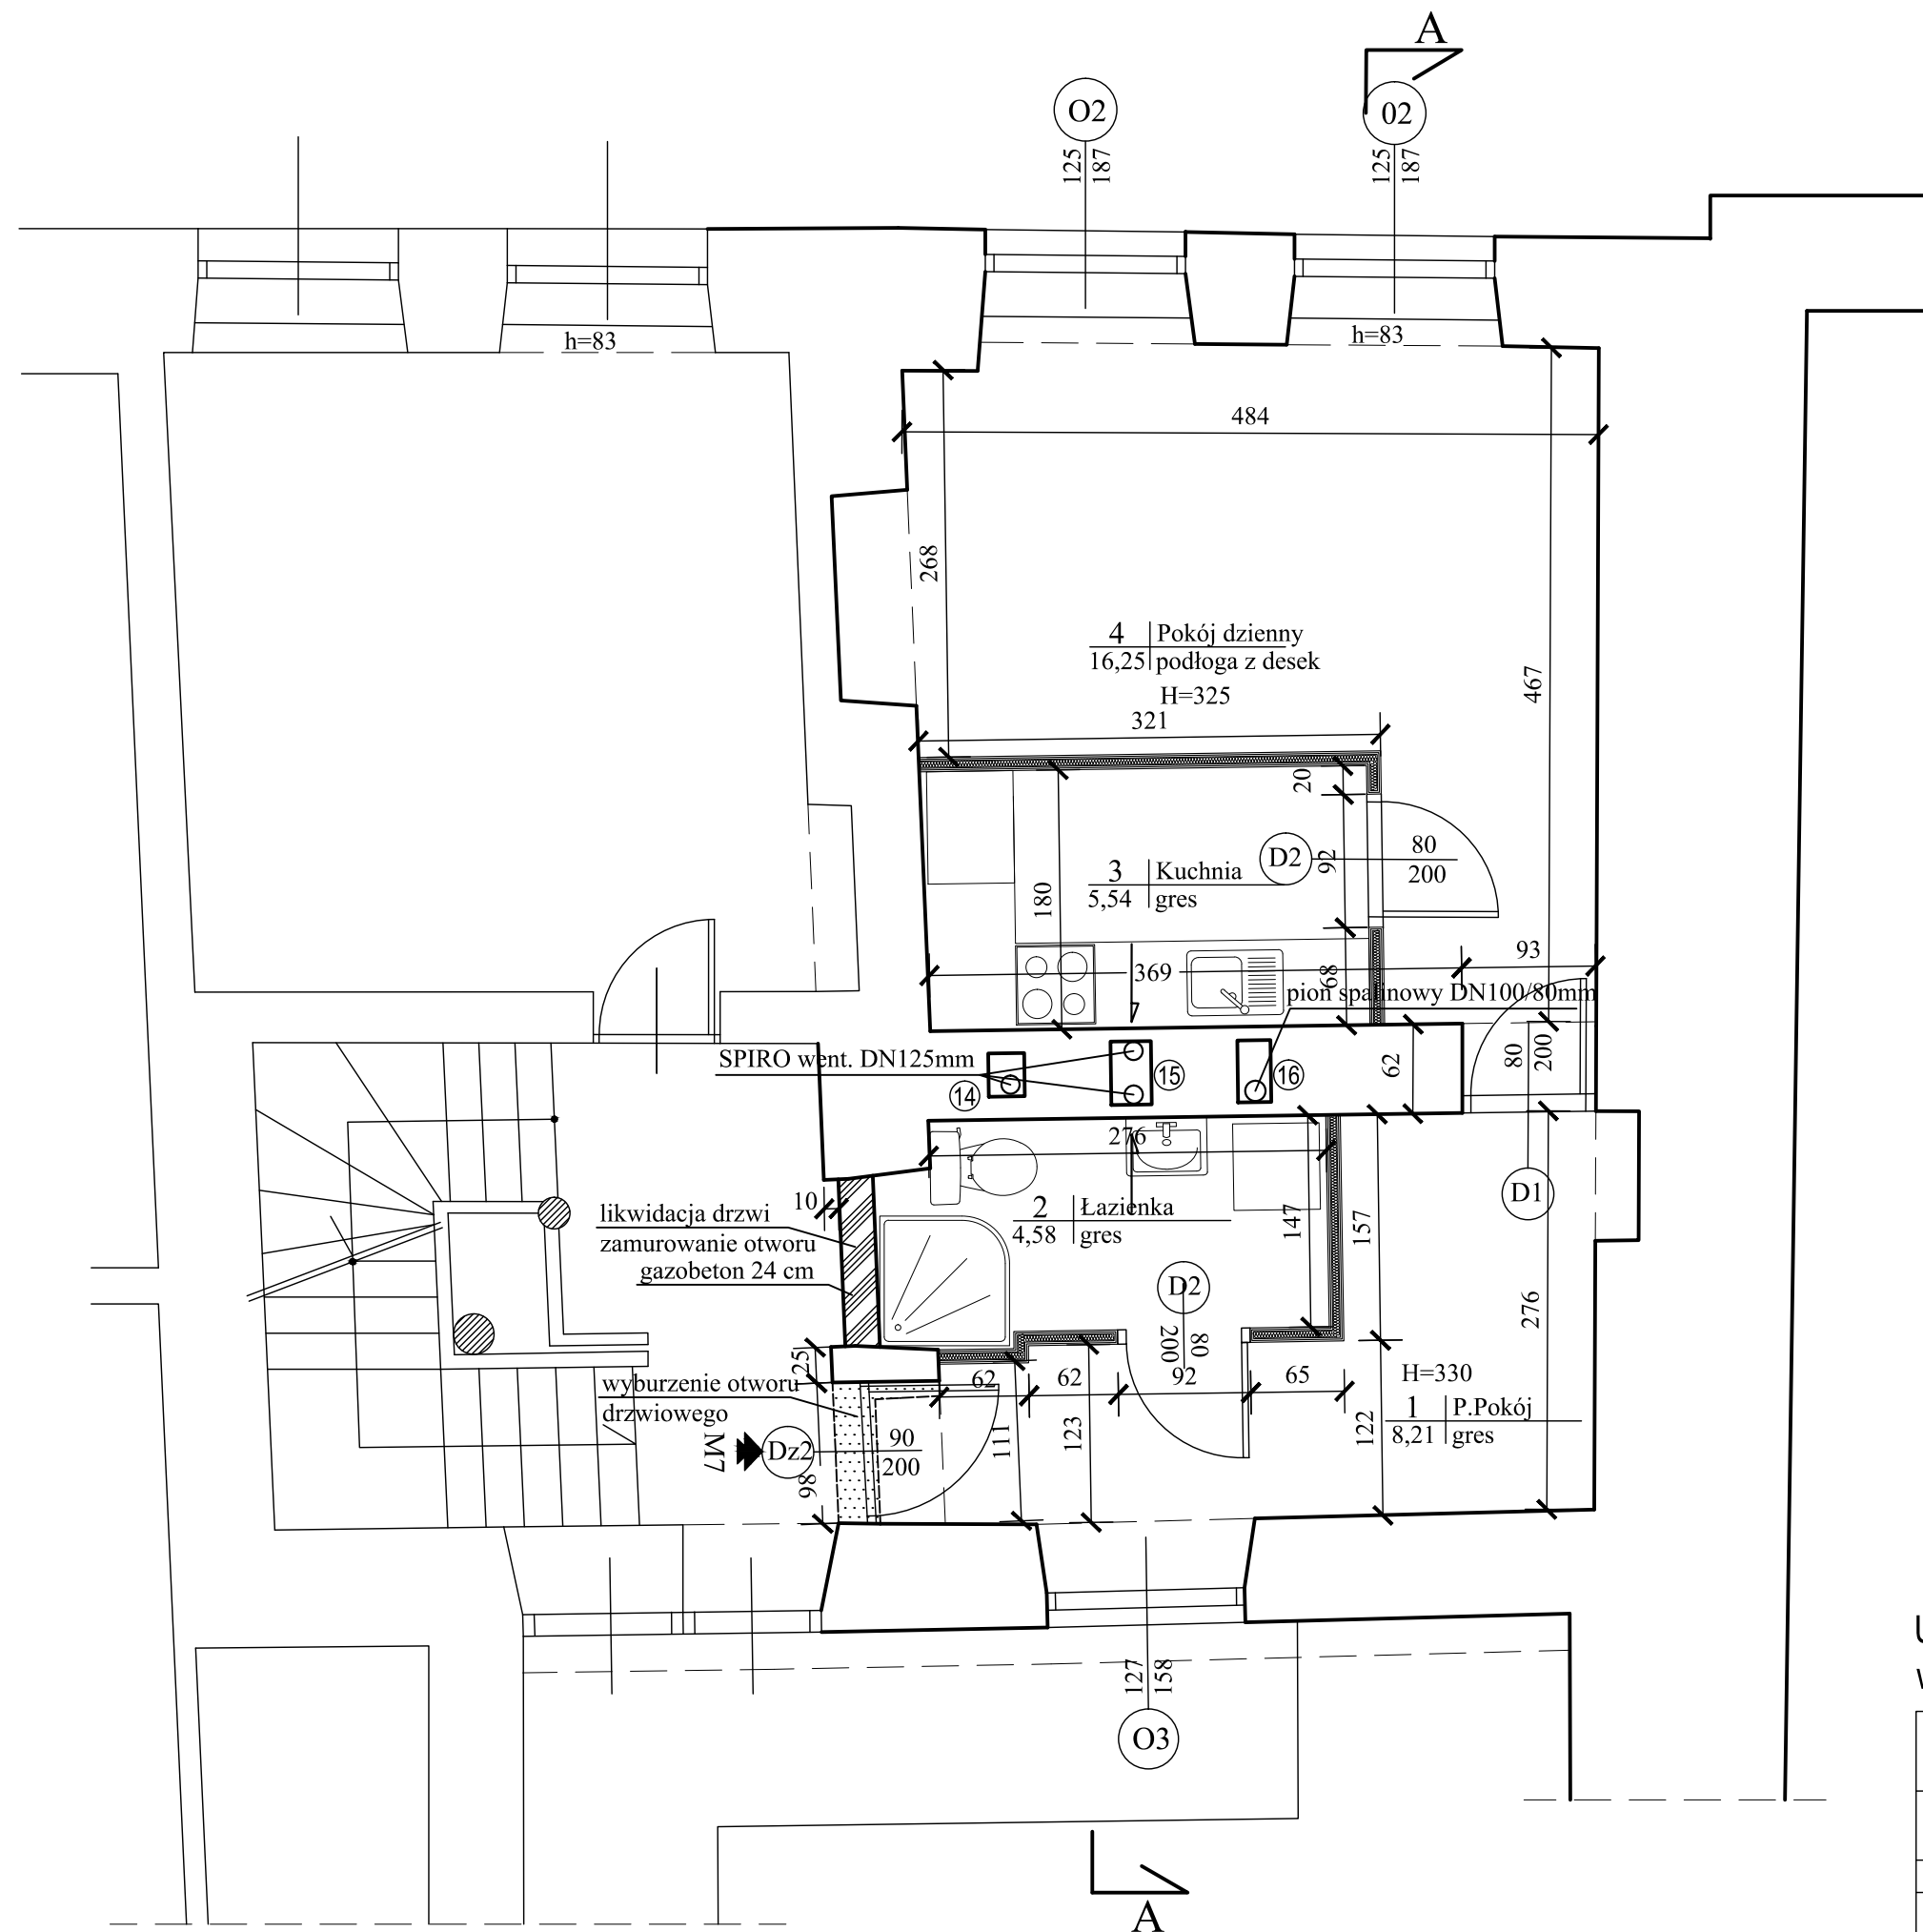 A
O2
02
125
187
125
187
h=83
h=83
484
268
467
4 Pokój dzienny
16,25 podłoga z desek
H=325
321
20
80
200
D2
92
3 Kuchnia
5,54 gres
180
93
369
68
pion spalinowy DN100/80mm
SPIRO went. DN125mm
14
15
16
62
80
200
276
10
likwidacja drzwi
zamurowanie otworu
gazobeton 24 cm
2 Łazienka
4,58 gres
147
157
D1
D2
80
200
276
25
wyburzenie otworu
drzwiowego
62
62
92
65
H=330
1 P.Pokój
8,21 gres
M7
Dz2
90
200
98
111
123
122
127
158
O3
A